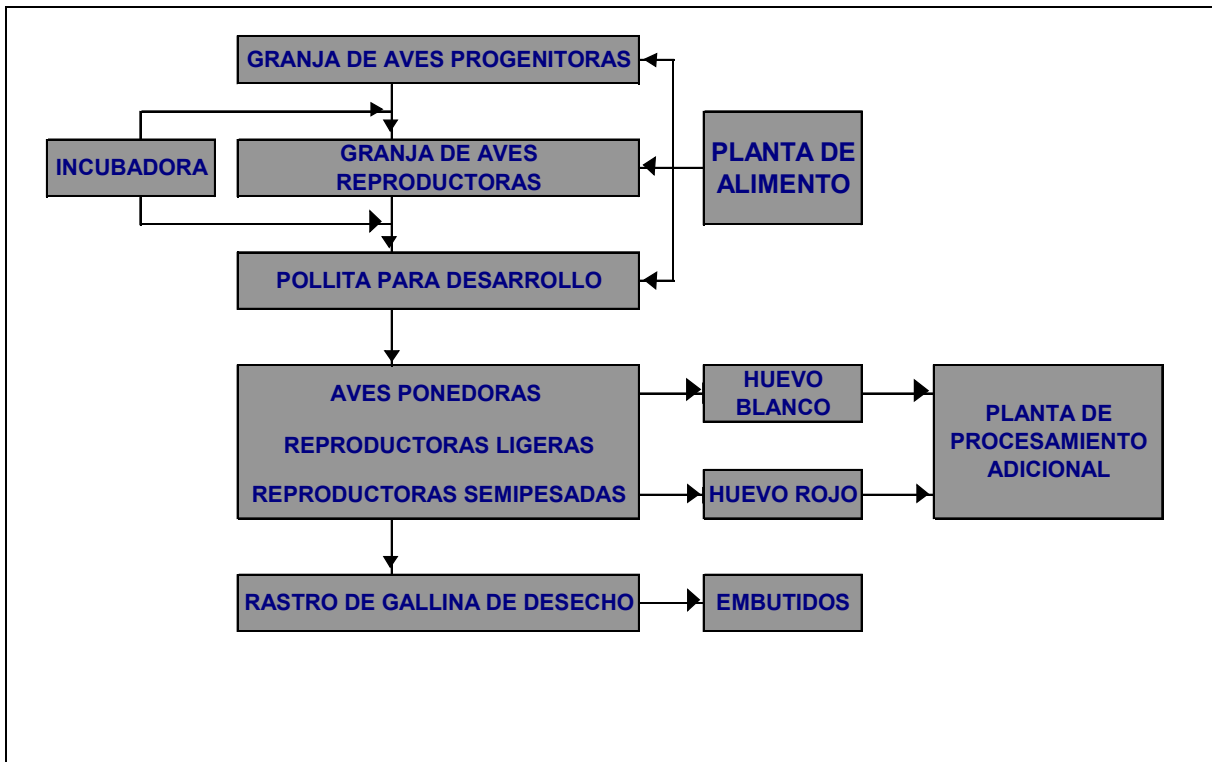 GRANJA DE AVES PROGENITORAS
INCUBADORA
GRANJA DE AVES
REPRODUCTORAS
PLANTA DE
ALIMENTO
POLLITA PARA DESARROLLO
AVES PONEDORAS
REPRODUCTORAS LIGERAS
REPRODUCTORAS SEMIPESADAS
HUEVO
BLANCO
HUEVO ROJO
PLANTA DE
PROCESAMIENTO
ADICIONAL
RASTRO DE GALLINA DE DESECHO
EMBUTIDOS